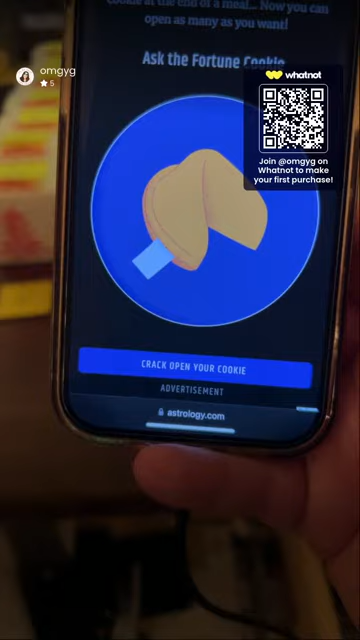 cookie at the end of a meal... Now you can
open as many as you want!
Ask the Fortune Cookie
omgyg
★ 5
whatnot
Join @omgyg on
Whatnot to make
your first purchase!
CRACK OPEN YOUR COOKIE
ADVERTISEMENT
astrology.com